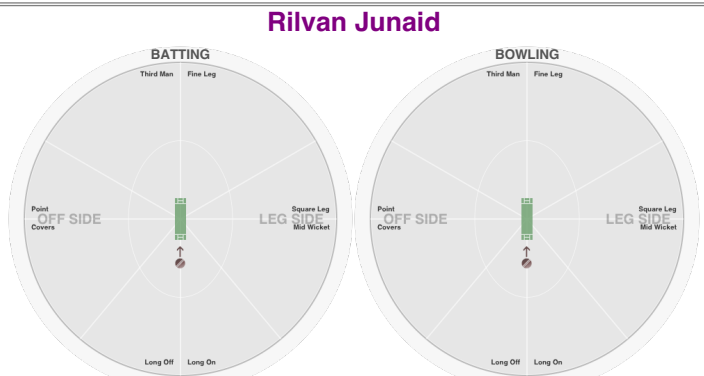 Rilvan Junaid
BATTING
Third Man Fine Leg
Point
OFF SIDE
Covers
Square Leg
LEG SIDE
Mid Wicket
Long Off Long On
BOWLING
Third Man Fine Leg
Point
OFF SIDE
Covers
Square Leg
LEG SIDE
Mid Wicket
Long Off Long On